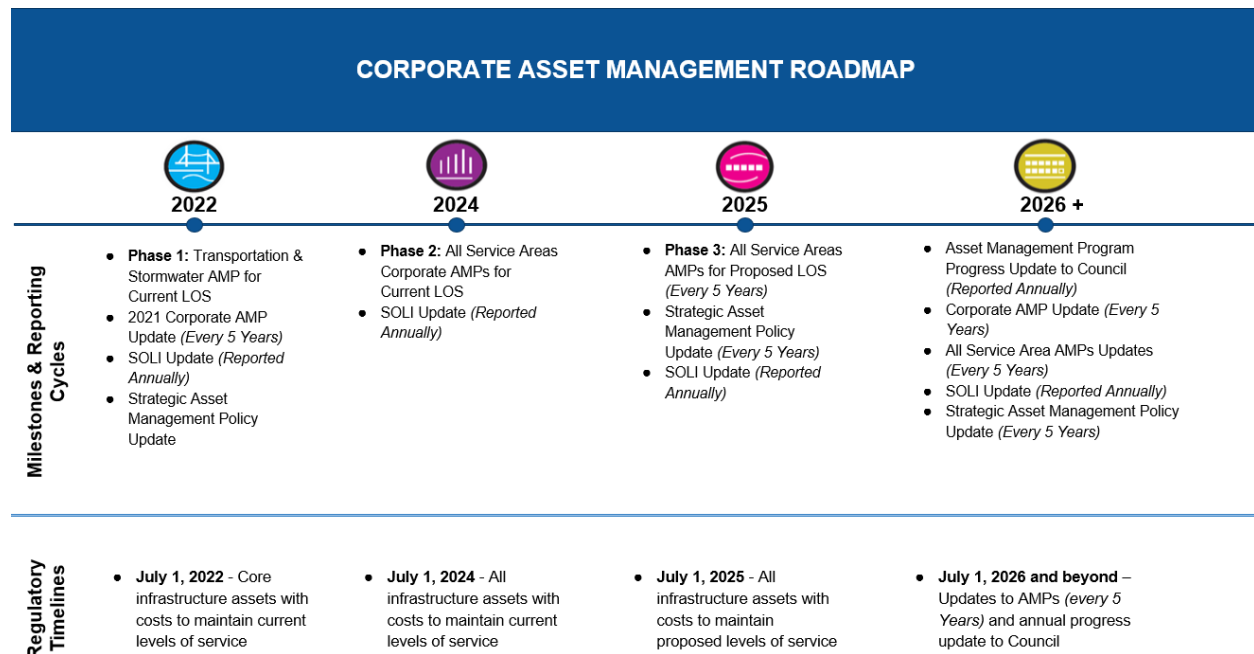 CORPORATE ASSET MANAGEMENT ROADMAP
2022
2024
2025
2026 +
Milestones & Reporting
Cycles
● Phase 1: Transportation &
Stormwater AMP for
Current LOS
● 2021 Corporate AMP
Update (Every 5 Years)
● SOLI Update (Reported
Annually)
● Strategic Asset
Management Policy
Update
● Phase 2: All Service Areas
Corporate AMPs for
Current LOS
● SOLI Update (Reported
Annually)
● Phase 3: All Service Areas
AMPs for Proposed LOS
(Every 5 Years)
● Strategic Asset
Management Policy
Update (Every 5 Years)
● SOLI Update (Reported
Annually)
● Asset Management Program
Progress Update to Council
(Reported Annually)
● Corporate AMP Update (Every 5
Years)
● All Service Area AMPs Updates
(Every 5 Years)
● SOLI Update (Reported Annually)
● Strategic Asset Management Policy
Update (Every 5 Years)
Regulatory
Timelines
● July 1, 2022 - Core
infrastructure assets with
costs to maintain current
levels of service
● July 1, 2024 - All
infrastructure assets with
costs to maintain current
levels of service
● July 1, 2025 - All
infrastructure assets with
costs to maintain
proposed levels of service
● July 1, 2026 and beyond –
Updates to AMPs (every 5
Years) and annual progress
update to Council